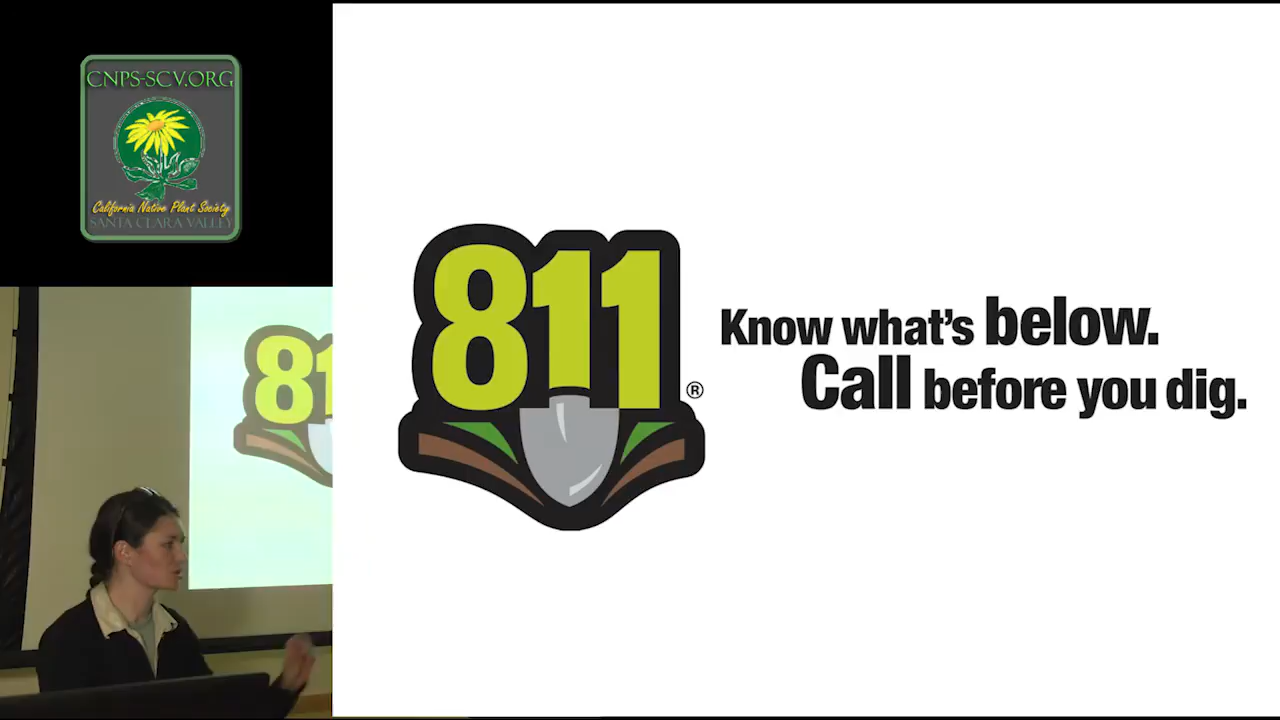 CNPS-SCV.ORG
California Native Plant Society
SANTA CLARA VALLEY
811
®
Know what's below.
Call before you dig.
81